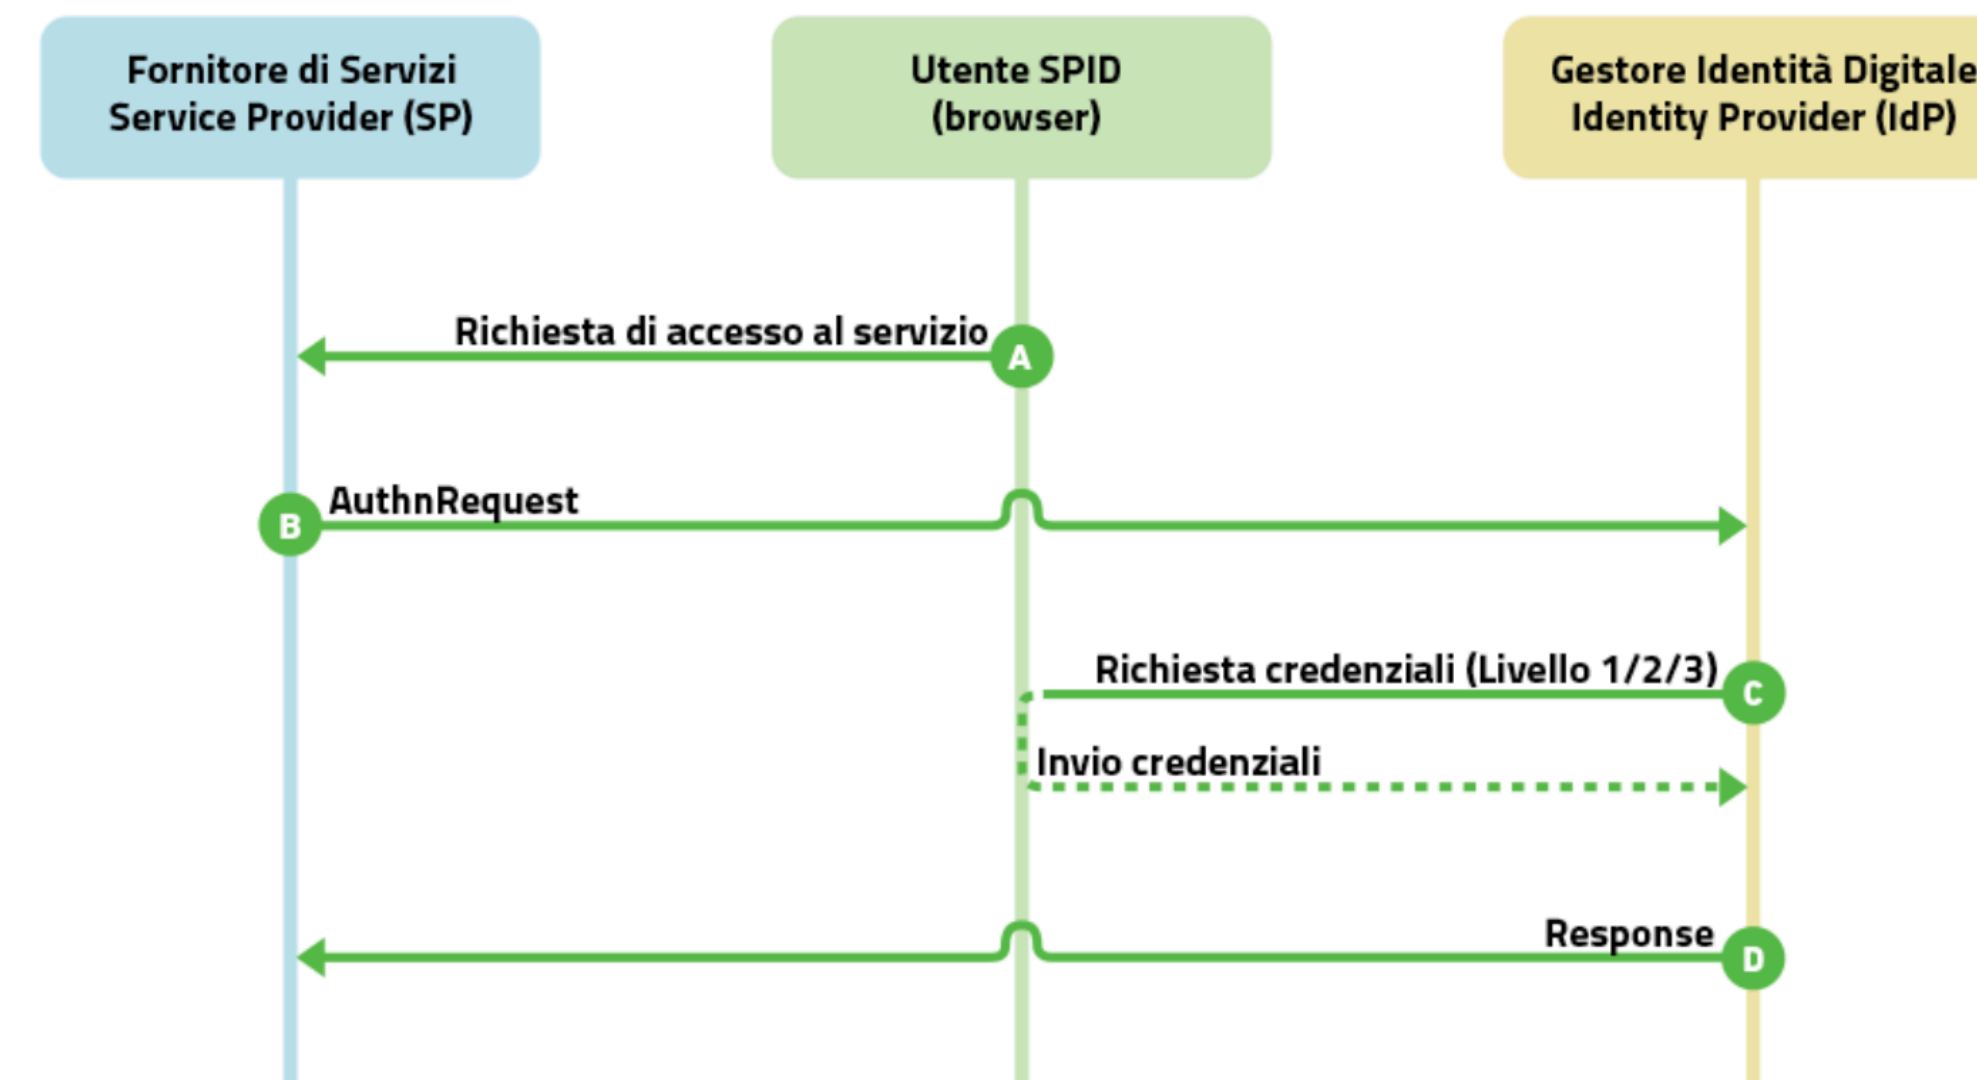 Fornitore di Servizi
Service Provider (SP)
Utente SPID
(browser)
Gestore Identità Digitale
Identity Provider (IdP)
Richiesta di accesso al servizio
A
B
AuthnRequest
Richiesta credenziali (Livello 1/2/3)
C
Invio credenziali
Response
D